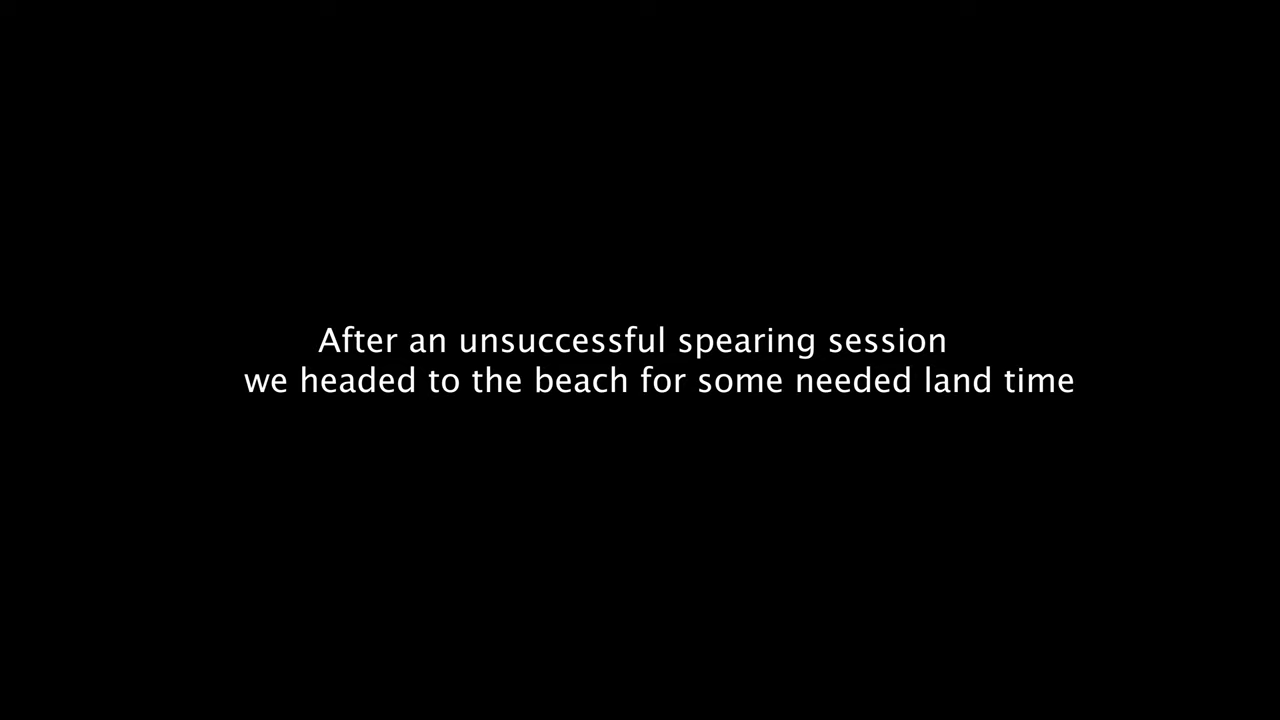 After an unsuccessful spearing session
we headed to the beach for some needed land time